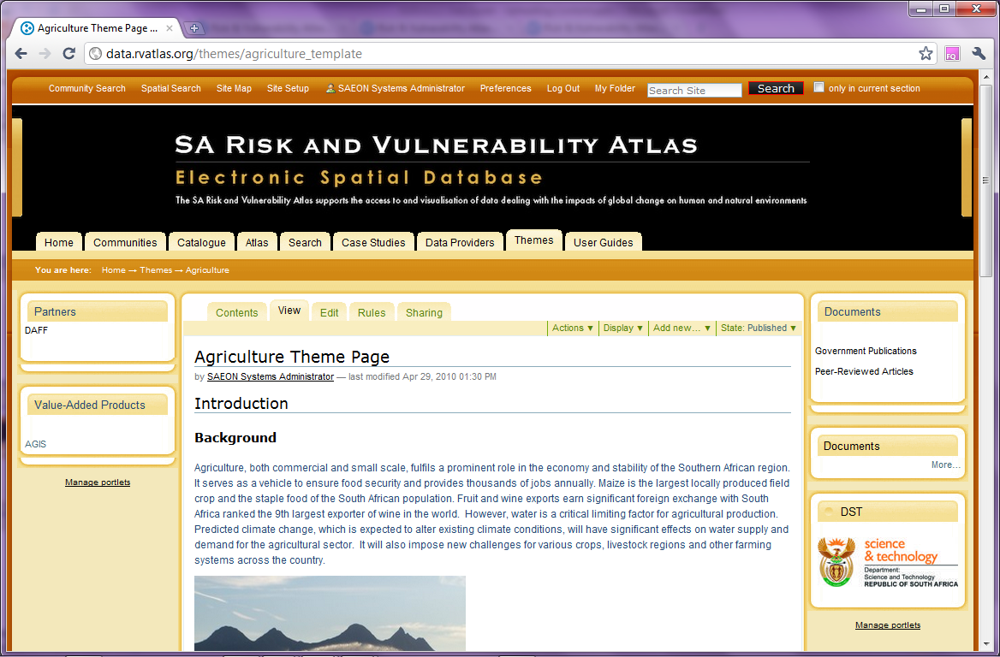 Agriculture Theme Page ...
data.rvatlas.org/themes/agriculture_template
FQ
Community Search Spatial Search Site Map Site Setup SAEON Systems Administrator Preferences Log Out My Folder Search Site Search only in current section
SA Risk and Vulnerability Atlas
Electronic Spatial Database
The SA Risk and Vulnerability Atlas supports the access to and visualisation of data dealing with the impacts of global change on human and natural environments
Home Communities Catalogue Atlas Search Case Studies Data Providers Themes User Guides
You are here: Home → Themes → Agriculture
Partners
DAFF
Value-Added Products
AGIS
Manage portlets
Contents View Edit Rules Sharing
Actions ▼ Display ▼ Add new... ▼ State: Published ▼
Agriculture Theme Page
by SAEON Systems Administrator — last modified Apr 29, 2010 01:30 PM
Introduction
Background
Agriculture, both commercial and small scale, fulfils a prominent role in the economy and stability of the Southern African region.
It serves as a vehicle to ensure food security and provides thousands of jobs annually. Maize is the largest locally produced field
crop and the staple food of the South African population. Fruit and wine exports earn significant foreign exchange with South
Africa ranked the 9th largest exporter of wine in the world. However, water is a critical limiting factor for agricultural production.
Predicted climate change, which is expected to alter existing climate conditions, will have significant effects on water supply and
demand for the agricultural sector. It will also impose new challenges for various crops, livestock regions and other farming
systems across the country.
Documents
Government Publications
Peer-Reviewed Articles
Documents
More...
DST
science
& technology
Department:
Science and Technology
REPUBLIC OF SOUTH AFRICA
Manage portlets